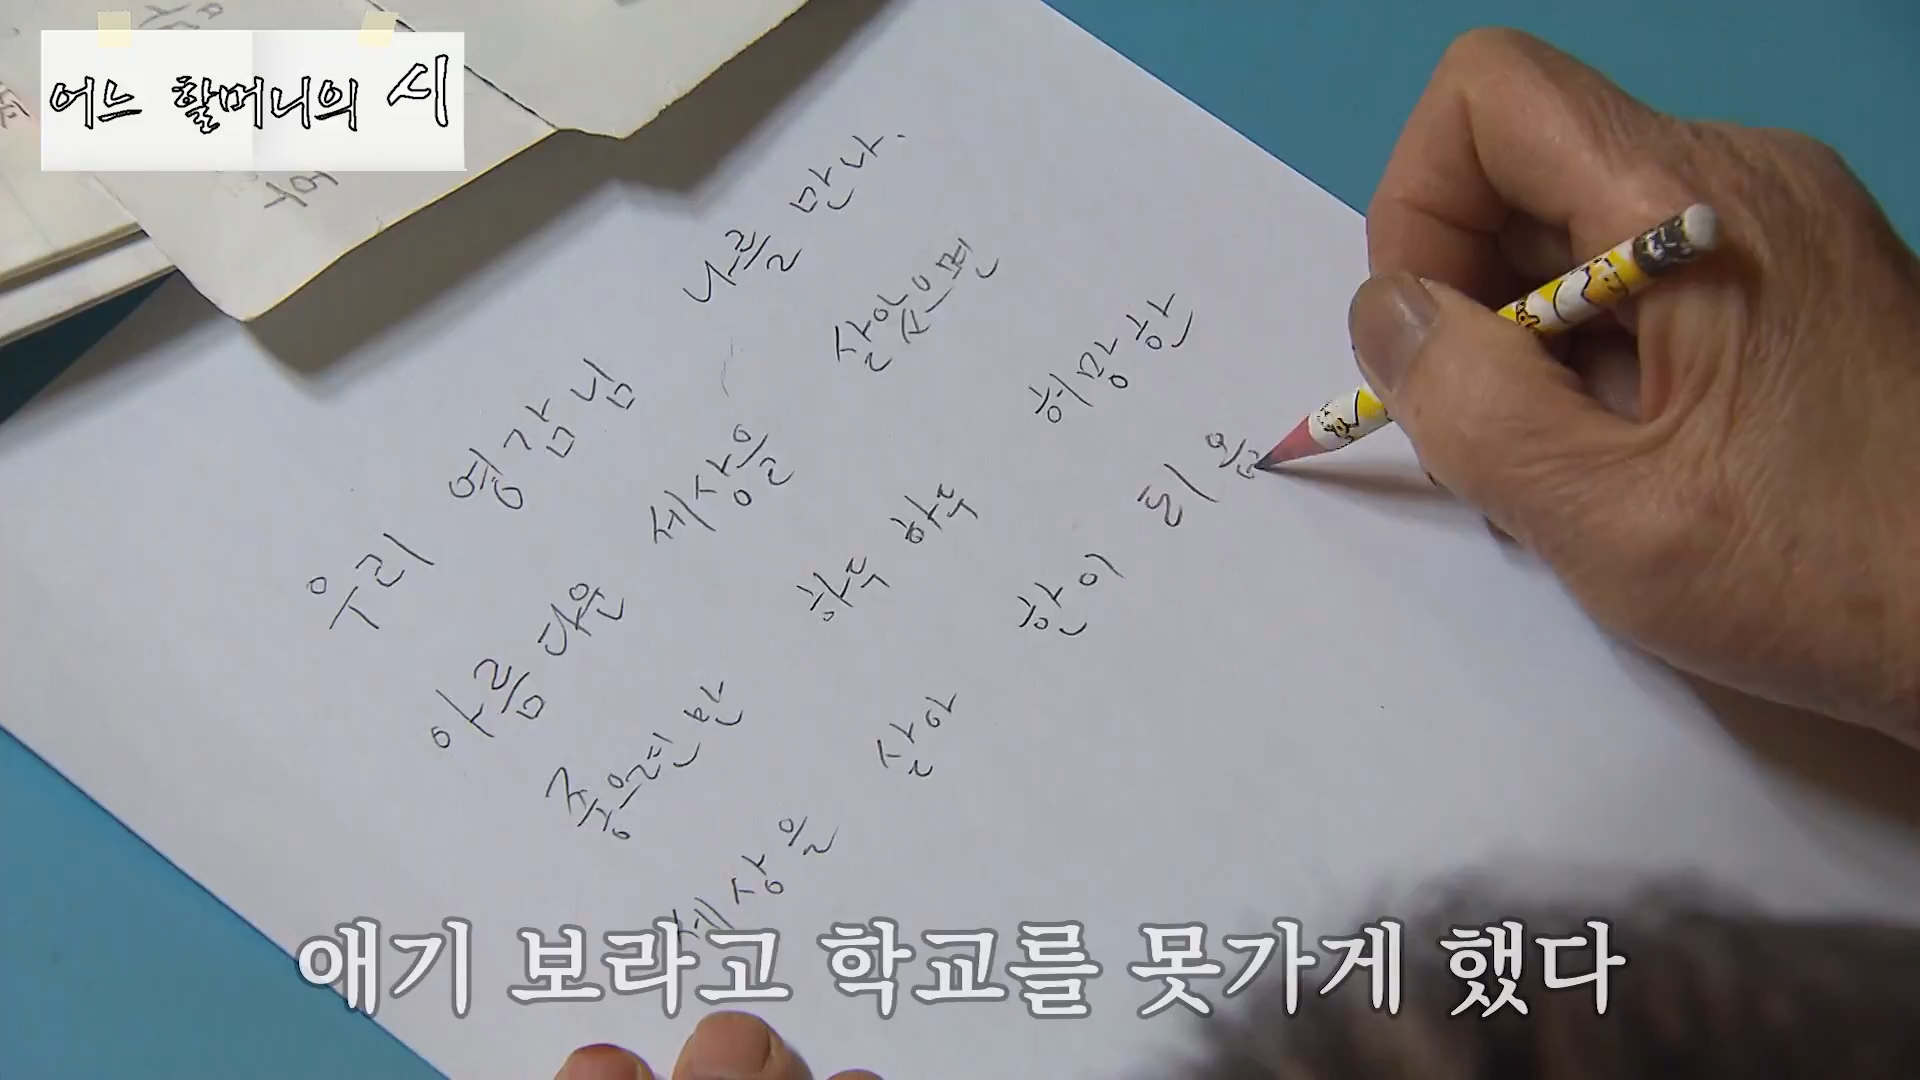 어느 할머니의 시
우리 영감님 나를 만나.
아름다운 세상을 살앗으면
좋으련만 하루 하루 허망한
세상을 살아 한이
애기 보라고 학교를 못가게 했다